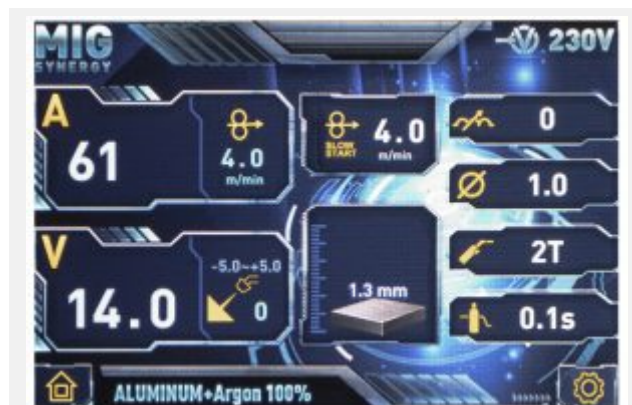 MIG
SYNERGY
230V
A
61
4.0
m/min
SLOW
START
4.0
m/min
0
1.0
V
14.0
-5.0~+5.0
0
1.3 mm
2T
0.1s
ALUMINUM+Argon 100%